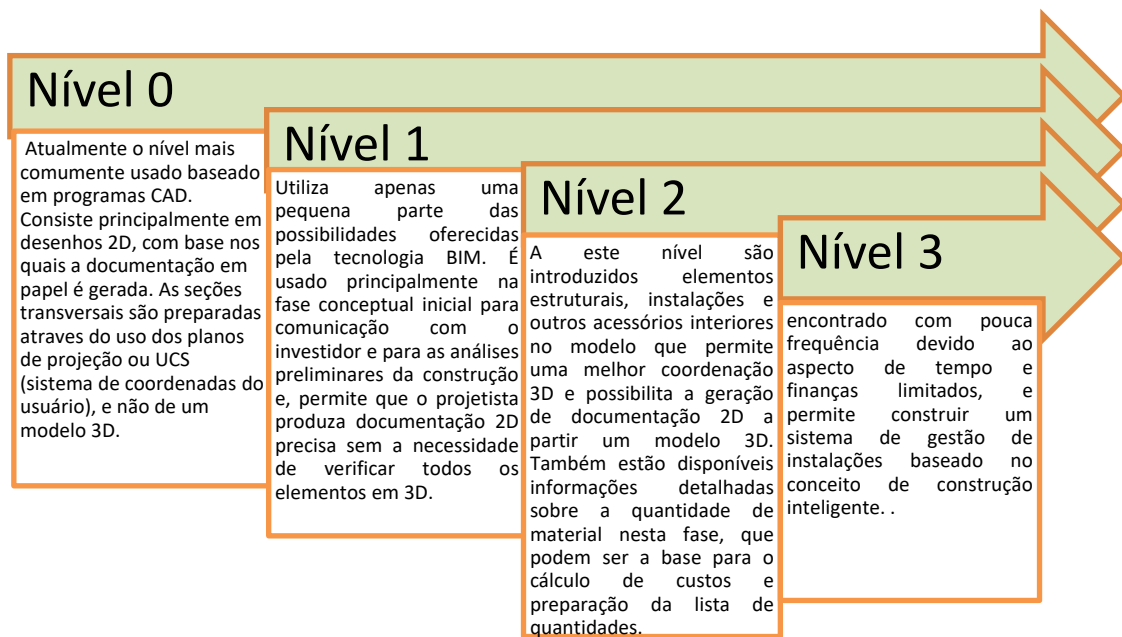 Nível 0
Atualmente o nível mais
comumente usado baseado
em programas CAD.
Consiste principalmente em
desenhos 2D, com base nos
quais a documentação em
papel é gerada. As seções
transversais são preparadas
atraves do uso dos planos
de projeção ou UCS
(sistema de coordenadas do
usuário), e não de um
modelo 3D.
Nível 1
Utiliza apenas uma
pequena parte das
possibilidades oferecidas
pela tecnologia BIM. É
usado principalmente na
fase conceptual inicial para
comunicação com o
investidor e para as análises
preliminares da construção
e, permite que o projetista
produza documentação 2D
precisa sem a necessidade
de verificar todos os
elementos em 3D.
Nível 2
A este nível são
introduzidos elementos
estruturais, instalações e
outros acessórios interiores
no modelo que permite
uma melhor coordenação
3D e possibilita a geração
de documentação 2D a
partir um modelo 3D.
Também estão disponíveis
informações detalhadas
sobre a quantidade de
material nesta fase, que
podem ser a base para o
cálculo de custos e
preparação da lista de
quantidades.
Nível 3
encontrado com pouca
frequência devido ao
aspecto de tempo e
finanças limitados, e
permite construir um
sistema de gestão de
instalações baseado no
conceito de construção
inteligente. .